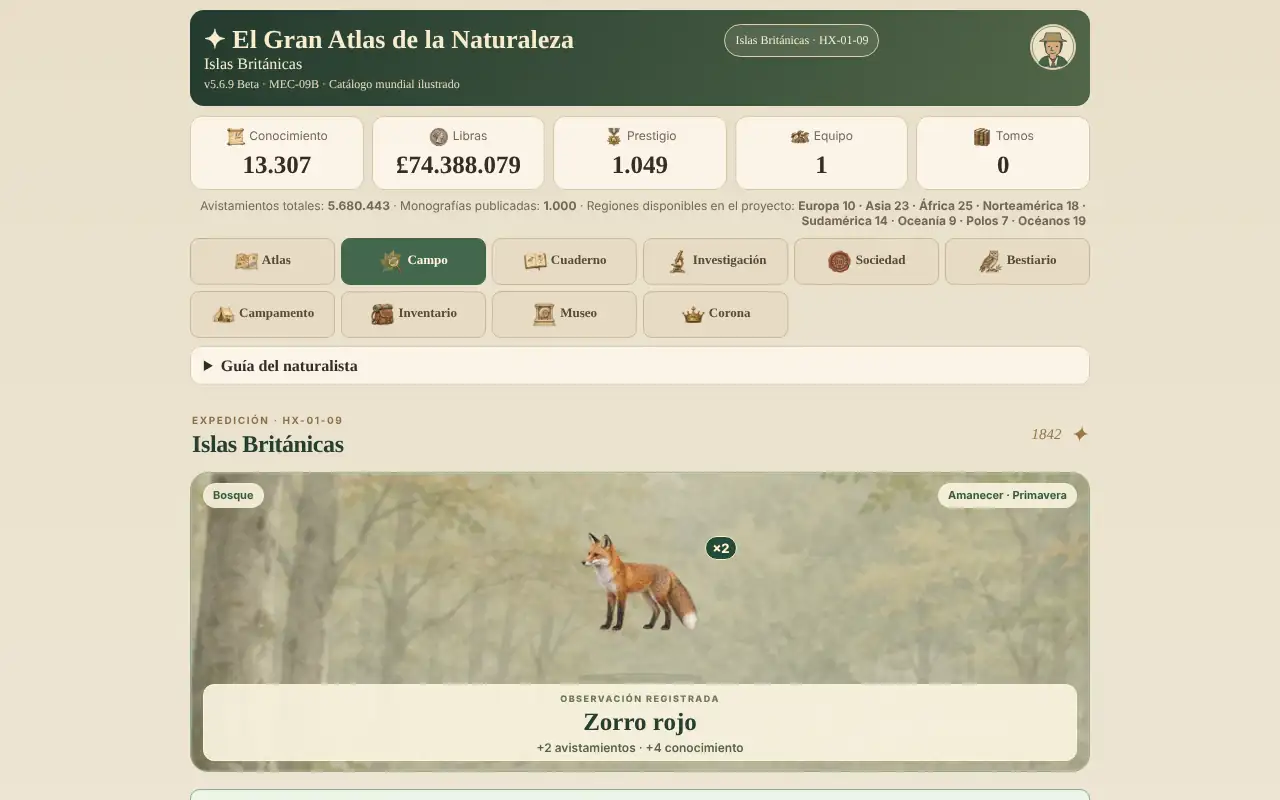 ✦ El Gran Atlas de la Naturaleza
Islas Británicas
v5.6.9 Beta · MEC-09B · Catálogo mundial ilustrado
Islas Británicas · HX-01-09
Conocimiento
13.307
Libras
£74.388.079
Prestigio
1.049
Equipo
1
Tomos
0
Avistamientos totales: 5.680.443 · Monografías publicadas: 1.000 · Regiones disponibles en el proyecto: Europa 10 · Asia 23 · África 25 · Norteamérica 18 ·
Sudamérica 14 · Oceanía 9 · Polos 7 · Océanos 19
Atlas
Campo
Cuaderno
Investigación
Sociedad
Bestiario
Campamento
Inventario
Museo
Corona
Guía del naturalista
EXPEDICIÓN · HX-01-09
Islas Británicas
1842
Bosque
Amanecer · Primavera
×2
OBSERVACIÓN REGISTRADA
Zorro rojo
+2 avistamientos · +4 conocimiento